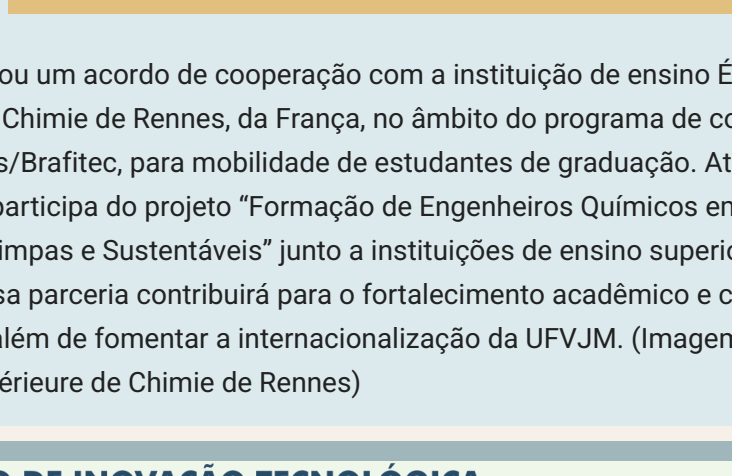 ou um acordo de cooperação com a instituição de ensino É
Chimie de Rennes, da França, no âmbito do programa de co
s/Brafitec, para mobilidade de estudantes de graduação. At
participa do projeto “Formação de Engenheiros Químicos en
impas e Sustentáveis” junto a instituições de ensino superio
sa parceria contribuirá para o fortalecimento acadêmico e c
além de fomentar a internacionalização da UFVJM. (Imagem
érieure de Chimie de Rennes)
O DE INOVAÇÃO TECNOLÓGICA